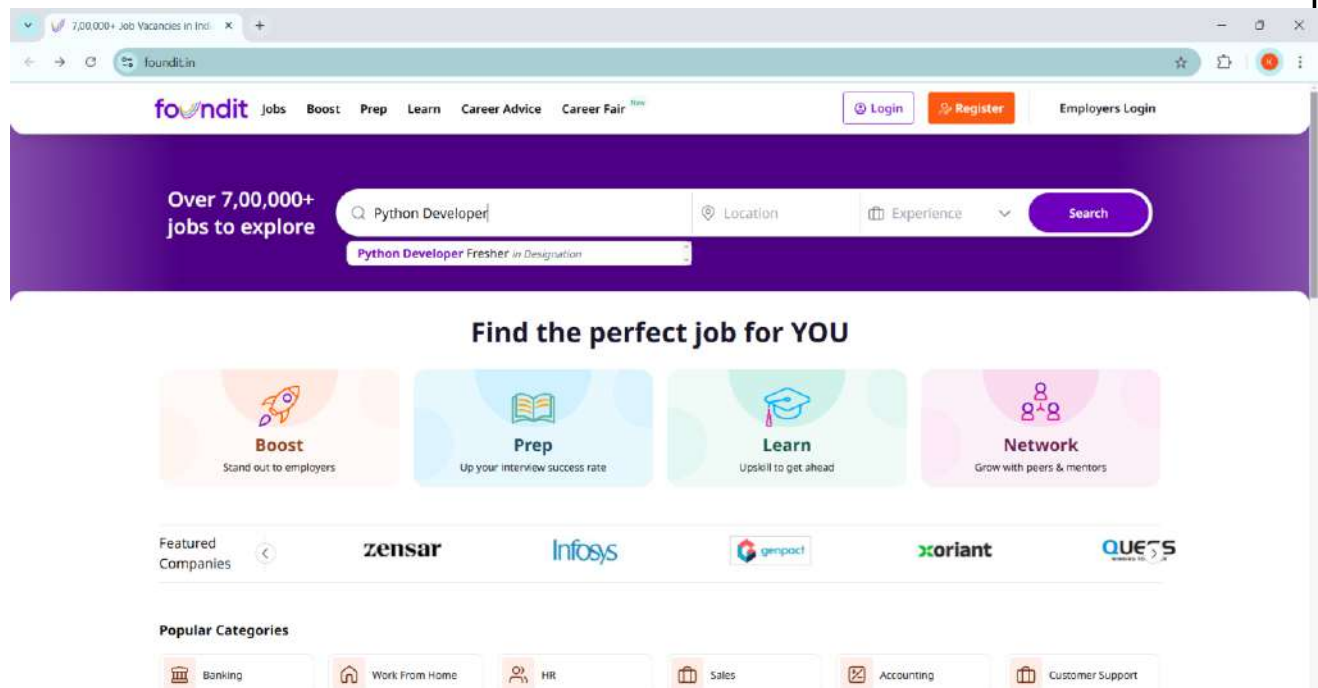 7,00,000+ Job Vacancies in Ind
foundit.in
foundit Jobs Boost Prep Learn Career Advice Career Fair New Login Register Employers Login
Over 7,00,000+
jobs to explore
Python Developer Location Experience Search
Python Developer Fresher in Designation
Find the perfect job for YOU
Boost
Stand out to employers
Prep
Up your interview success rate
Learn
Upskill to get ahead
Network
Grow with peers & mentors
Featured
Companies
zensar Infosys genpact xoriant QUES
Popular Categories
Banking Work From Home HR Sales Accounting Customer Support